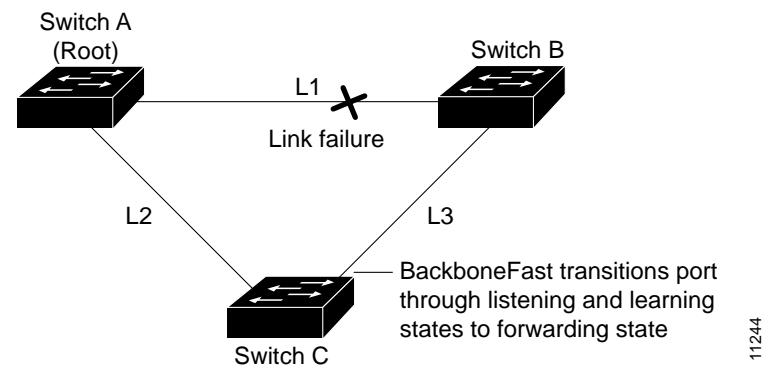 Switch A
(Root)
Switch B
L1
Link failure
L2
L3
BackboneFast transitions port
through listening and learning
states to forwarding state
Switch C
11244